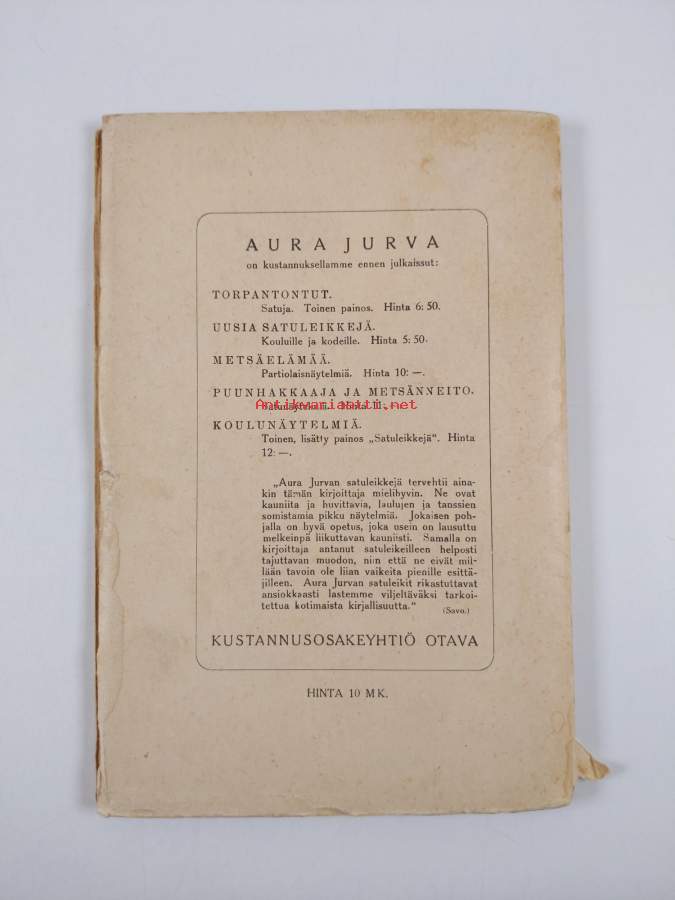 AURA JURVA
on kustannuksellamme ennen julkaissut:
TORPANTONTUT.
Satuja. Toinen painos. Hinta 6: 50.
UUSIA SATULEIKKEJÄ.
Kouluille ja kodeille. Hinta 5: 50.
METSÄELÄMÄÄ.
Partiolaisnäytelmiä. Hinta 10: —.
PUUNHAKKAAJA JA METSÄNNEITO.
Antikvariaatti.net
KOULUNÄYTELMIÄ.
Toinen, lisätty painos „Satuleikkejä“. Hinta
12: —.
„Aura Jurvan satuleikkejä tervehtii aina-
kin tämän kirjoittaja mielihyvin. Ne ovat
kauniita ja huvittavia, laulujen ja tanssien
somistamia pikku näytelmiä. Jokaisen poh-
jalla on hyvä opetus, joka usein on lausuttu
melkeinpä liikuttavan kauniisti. Samalla on
kirjoittaja antanut satuleikeilleen helposti
tajuttavan muodon, niin että ne eivät mil-
lään tavoin ole liian vaikeita pienille esittä-
jilleen. Aura Jurvan satuleikit rikastuttavat
ansiokkaasti lastemme viljeltäväksi tarkoi-
tettua kotimaista kirjallisuutta.“
(Savo.)
KUSTANNUSOSAKEYHTIÖ OTAVA
HINTA 10 MK.